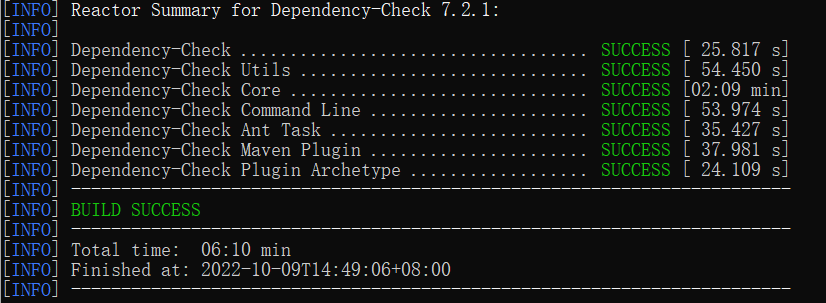 [INFO] Reactor Summary for Dependency-Check 7.2.1:
[INFO]
[INFO] Dependency-Check ................................... SUCCESS [ 25.817 s]
[INFO] Dependency-Check Utils ............................. SUCCESS [ 54.450 s]
[INFO] Dependency-Check Core .............................. SUCCESS [02:09 min]
[INFO] Dependency-Check Command Line ...................... SUCCESS [ 53.974 s]
[INFO] Dependency-Check Ant Task .......................... SUCCESS [ 35.427 s]
[INFO] Dependency-Check Maven Plugin ...................... SUCCESS [ 37.981 s]
[INFO] Dependency-Check Plugin Archetype .................. SUCCESS [ 24.109 s]
[INFO] ------------------------------------------------------------------------
[INFO] BUILD SUCCESS
[INFO] ------------------------------------------------------------------------
[INFO] Total time:  06:10 min
[INFO] Finished at: 2022-10-09T14:49:06+08:00
[INFO] ------------------------------------------------------------------------